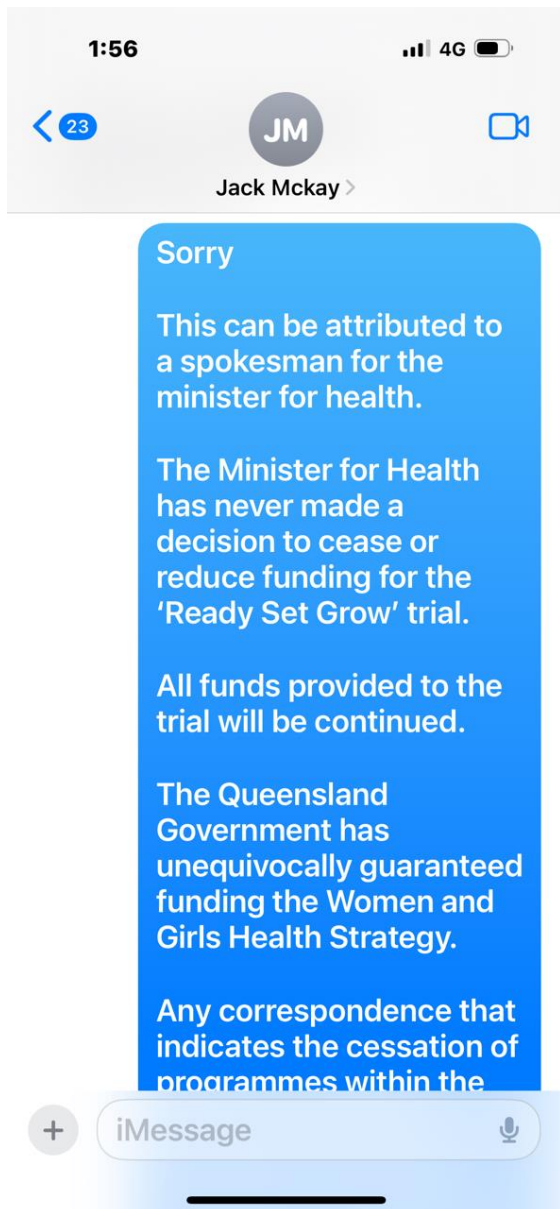 1:56
4G
23
JM
Jack Mckay
Sorry
This can be attributed to
a spokesman for the
minister for health.
The Minister for Health
has never made a
decision to cease or
reduce funding for the
‘Ready Set Grow’ trial.
All funds provided to the
trial will be continued.
The Queensland
Government has
unequivocally guaranteed
funding the Women and
Girls Health Strategy.
Any correspondence that
indicates the cessation of
programmes within the
iMessage